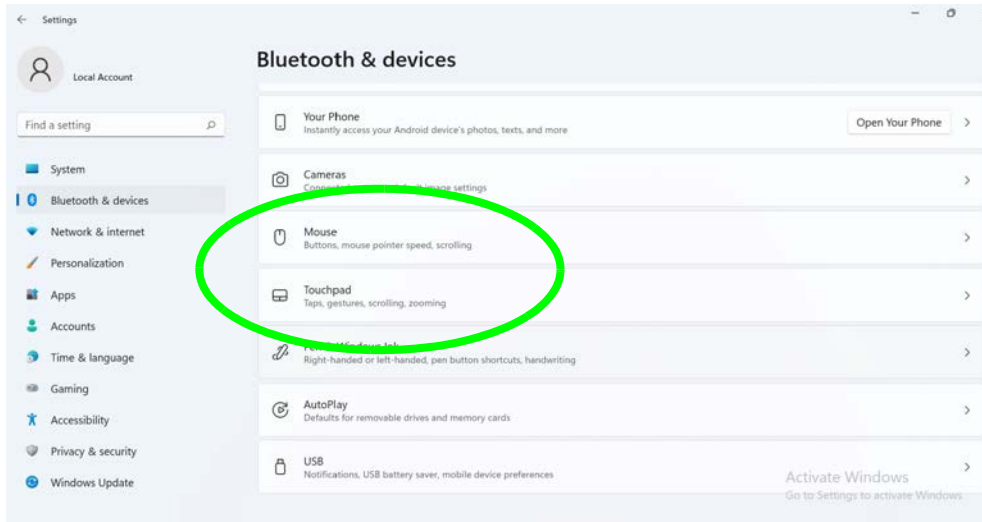 Settings
Local Account
Find a setting
System
Bluetooth & devices
Network & internet
Personalization
Apps
Accounts
Time & language
Gaming
Accessibility
Privacy & security
Windows Update
Bluetooth & devices
Your Phone
Instantly access your Android device's photos, texts, and more
Open Your Phone
Cameras
image settings
Mouse
Buttons, mouse pointer speed, scrolling
Touchpad
Taps, gestures, scrolling, zooming
Right-handed or left-handed, pen button shortcuts, handwriting
AutoPlay
Defaults for removable drives and memory cards
USB
Notifications, USB battery saver, mobile device preferences
Activate Windows
Go to Settings to activate Windows.